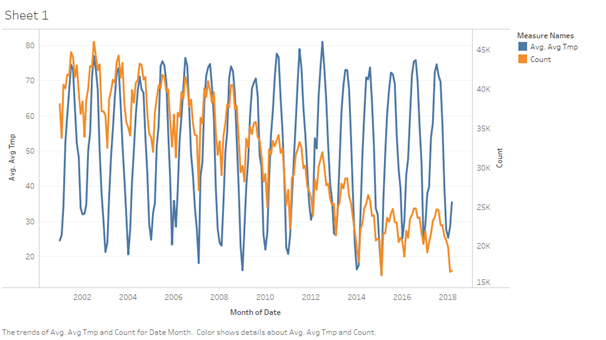 Sheet 1
Measure Names
Avg. Avg Tmp
Count
80
70
60
50
40
30
20
Avg. Avg Tmp
45K
40K
35K
30K
25K
20K
15K
Count
2002 2004 2006 2008 2010 2012 2014 2016 2018
Month of Date
The trends of Avg. Avg Tmp and Count for Date Month. Color shows details about Avg. Avg Tmp and Count.